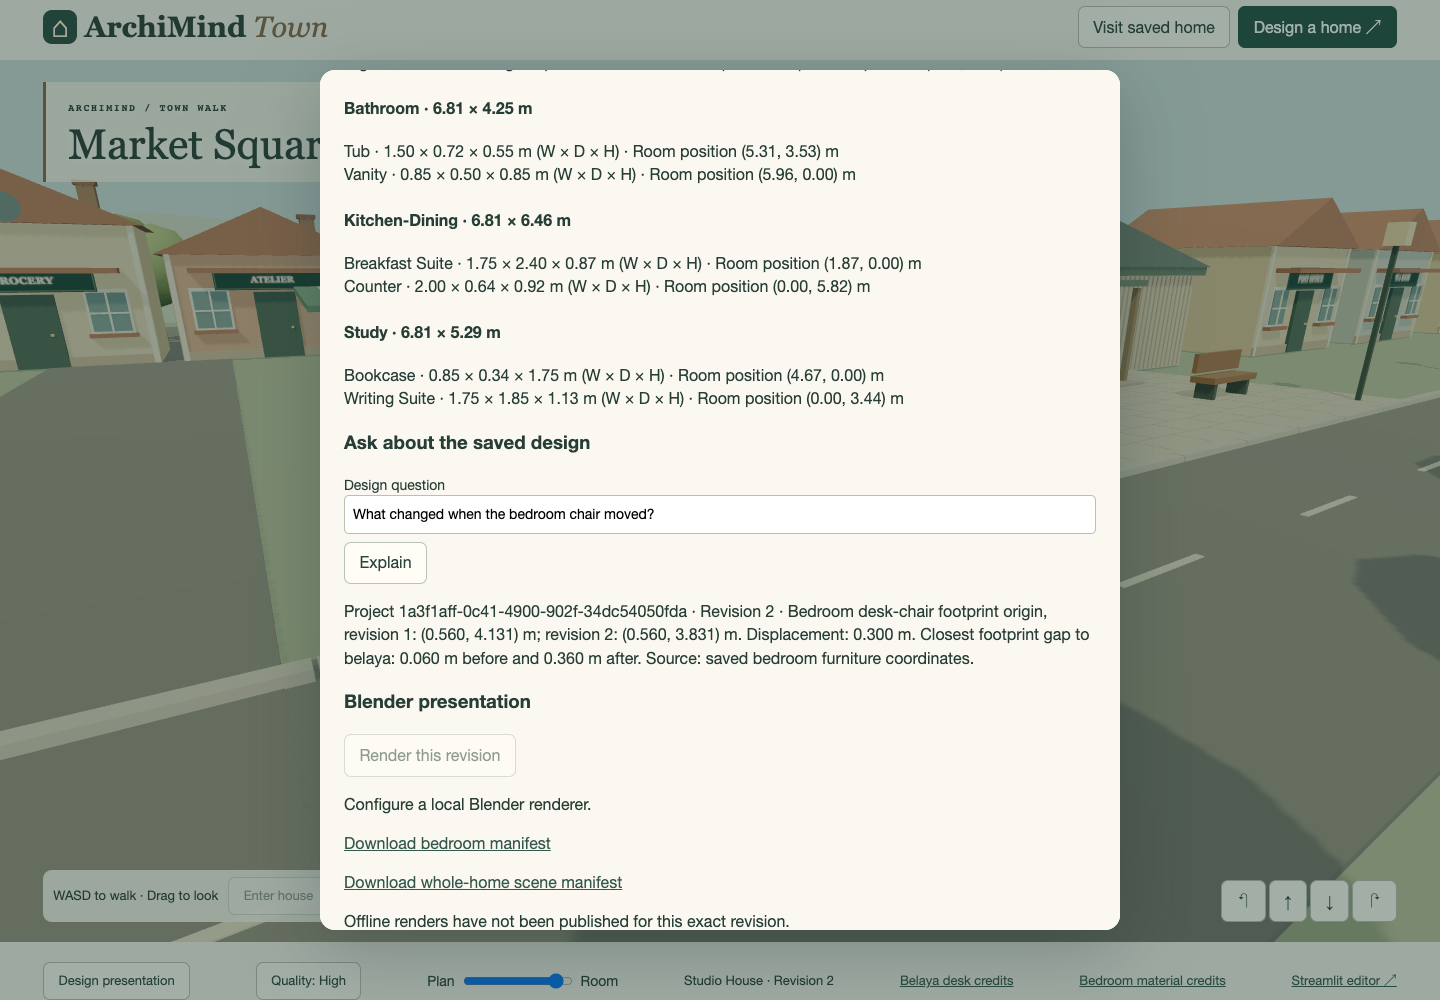 ArchiMind Town
Visit saved home
Design a home ↗
ARCHIMIND / TOWN WALK
Market Squar
ROCERY
ATELIER
Bathroom · 6.81 × 4.25 m
Tub · 1.50 × 0.72 × 0.55 m (W × D × H) · Room position (5.31, 3.53) m
Vanity · 0.85 × 0.50 × 0.85 m (W × D × H) · Room position (5.96, 0.00) m
Kitchen-Dining · 6.81 × 6.46 m
Breakfast Suite · 1.75 × 2.40 × 0.87 m (W × D × H) · Room position (1.87, 0.00) m
Counter · 2.00 × 0.64 × 0.92 m (W × D × H) · Room position (0.00, 5.82) m
Study · 6.81 × 5.29 m
Bookcase · 0.85 × 0.34 × 1.75 m (W × D × H) · Room position (4.67, 0.00) m
Writing Suite · 1.75 × 1.85 × 1.13 m (W × D × H) · Room position (0.00, 3.44) m
Ask about the saved design
Design question
What changed when the bedroom chair moved?
Explain
Project 1a3f1aff-0c41-4900-902f-34dc54050fda · Revision 2 · Bedroom desk-chair footprint origin,
revision 1: (0.560, 4.131) m; revision 2: (0.560, 3.831) m. Displacement: 0.300 m. Closest footprint gap to
belaya: 0.060 m before and 0.360 m after. Source: saved bedroom furniture coordinates.
Blender presentation
Render this revision
Configure a local Blender renderer.
Download bedroom manifest
Download whole-home scene manifest
Offline renders have not been published for this exact revision.
WASD to walk · Drag to look
Enter house
↰ ↑ ↓ ↱
Design presentation
Quality: High
Plan
Room
Studio House · Revision 2
Belaya desk credits
Bedroom material credits
Streamlit editor ↗